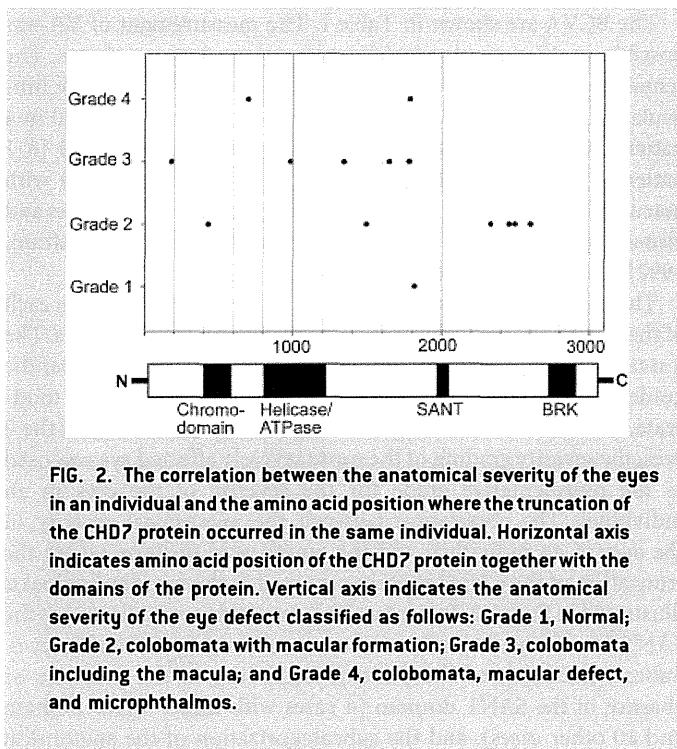 Grade 4
Grade 3
Grade 2
Grade 1
1000 2000 3000
N C
Chromo- Helicase/ SANT BRK
domain ATPase
FIG. 2. The correlation between the anatomical severity of the eyes
in an individual and the amino acid position where the truncation of
the CHD7 protein occurred in the same individual. Horizontal axis
indicates amino acid position of the CHD7 protein together with the
domains of the protein. Vertical axis indicates the anatomical
severity of the eye defect classified as follows: Grade 1, Normal;
Grade 2, colobomata with macular formation; Grade 3, colobomata
including the macula; and Grade 4, colobomata, macular defect,
and microphthalmos.